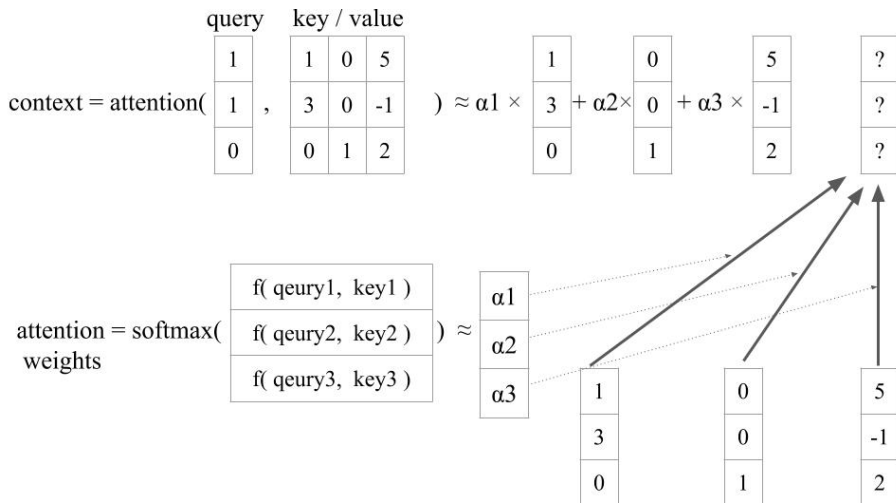 query key / value
1 1 0 5 1 0 5 ?
context = attention( 1 , 3 0 -1 ) ≈ α1 × 3 + α2× 0 + α3 × -1 ?
0 0 1 2 0 1 2 ?
f( qeury1, key1 ) α1
attention = softmax( f( qeury2, key2 ) ) ≈ α2
weights
f( qeury3, key3 ) α3
1 0 5
3 0 -1
0 1 2